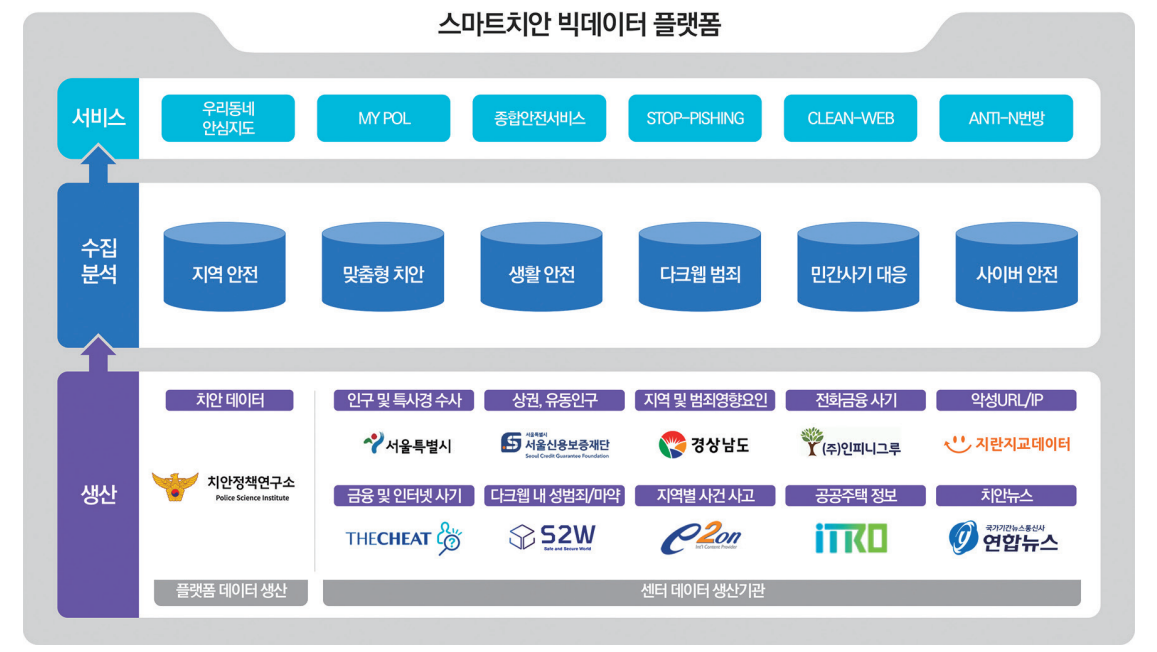 스마트치안 빅데이터 플랫폼
서비스
우리동네
안심지도
MY POL
종합안전서비스
STOP-PISHING
CLEAN-WEB
ANTI-N번방
수집
분석
지역 안전
맞춤형 치안
생활 안전
다크웹 범죄
민간사기 대응
사이버 안전
생산
치안 데이터
치안정책연구소
Police Science Institute
플랫폼 데이터 생산
인구 및 특사경 수사
상권, 유동인구
지역 및 범죄영향요인
전화금융 사기
악성URL/IP
서울특별시
서울특별시
서울신용보증재단
Seoul Credit Guarantee Foundation
경상남도
(주)인피니그루
지란지교데이터
금융 및 인터넷 사기
다크웹 내 성범죄/마약
지역별 사건 사고
공공주택 정보
치안뉴스
THECHEAT
S2W
Safe and Secure World
e2on
Int'l Content Provider
iTRO
국가기간뉴스통신사
연합뉴스
센터 데이터 생산기관